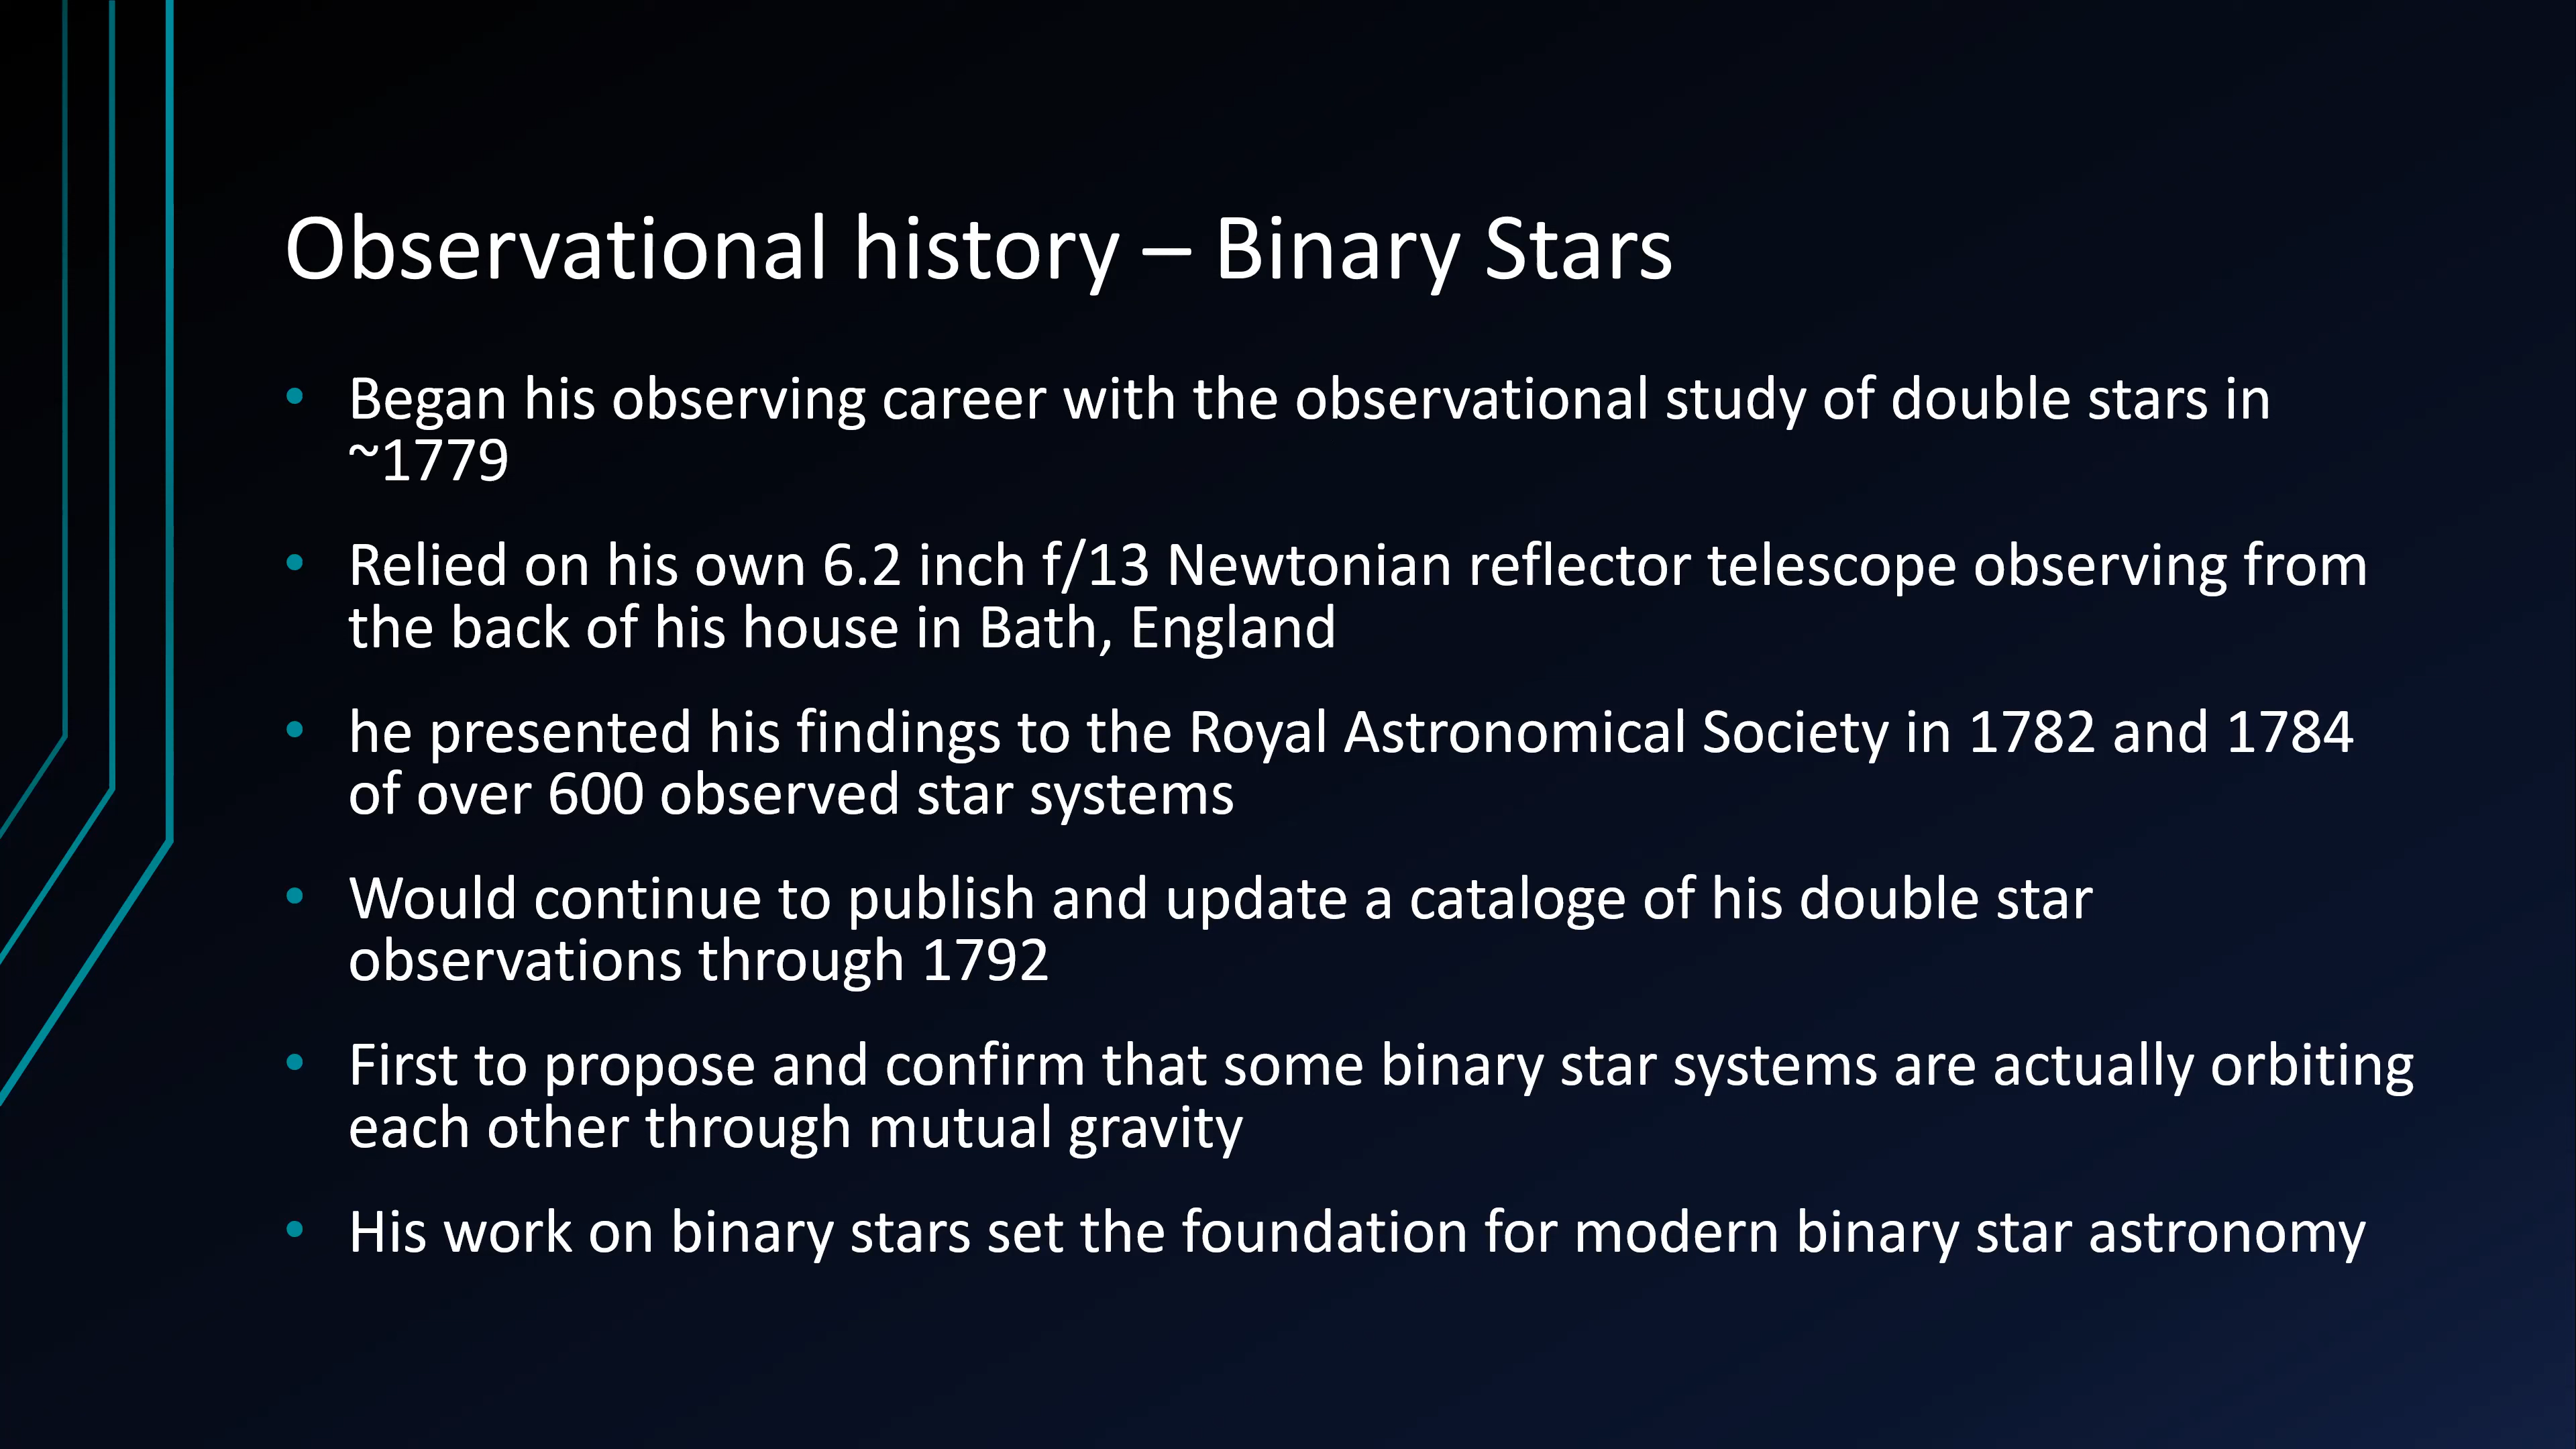 Observational history – Binary Stars
• Began his observing career with the observational study of double stars in
~1779
• Relied on his own 6.2 inch f/13 Newtonian reflector telescope observing from
the back of his house in Bath, England
• he presented his findings to the Royal Astronomical Society in 1782 and 1784
of over 600 observed star systems
• Would continue to publish and update a cataloge of his double star
observations through 1792
• First to propose and confirm that some binary star systems are actually orbiting
each other through mutual gravity
• His work on binary stars set the foundation for modern binary star astronomy